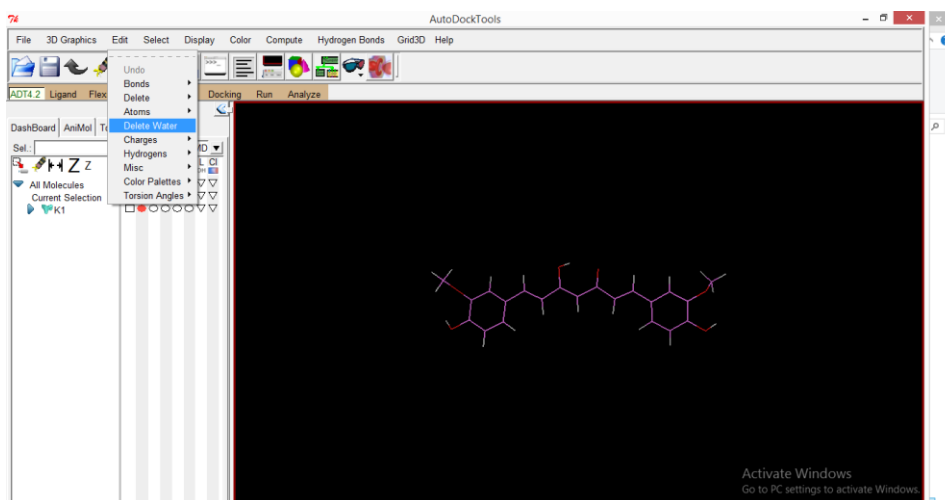 AutoDockTools
File 3D Graphics Edit Select Display Color Compute Hydrogen Bonds Grid3D Help
ADT4.2 Ligand Flex Docking Run Analyze
Undo
Bonds
Delete
Atoms
Delete Water
Charges
Hydrogens
Misc
Color Palettes
Torsion Angles
DashBoard AniMol
Sel.:
MD
L Cl
Z Z
All Molecules
Current Selection
K1
Activate Windows
Go to PC settings to activate Windows.